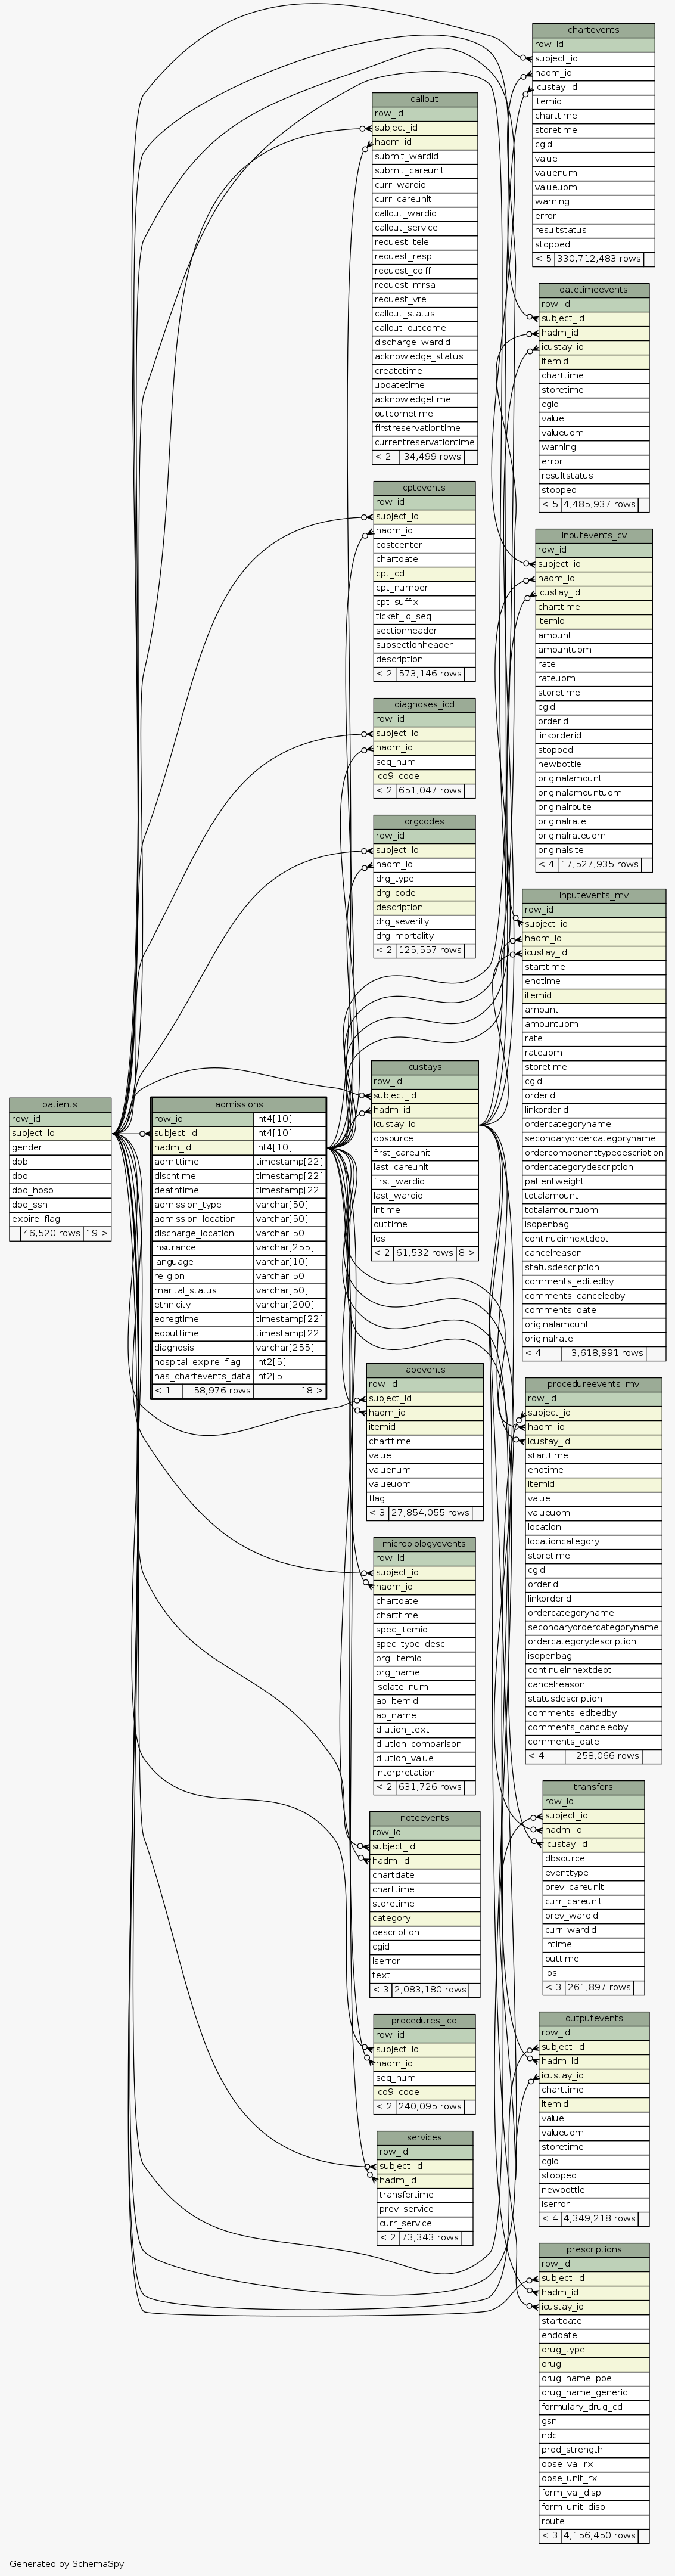 chartevents
row_id
subject_id
hadm_id
icustay_id
itemid
charttime
storetime
cgid
value
valuenum
valueuom
warning
error
resultstatus
stopped
< 5 330,712,483 rows
callout
row_id
subject_id
hadm_id
submit_wardid
submit_careunit
curr_wardid
curr_careunit
callout_wardid
callout_service
request_tele
request_resp
request_cdiff
request_mrsa
request_vre
callout_status
callout_outcome
discharge_wardid
acknowledge_status
createtime
updatetime
acknowledgetime
outcometime
firstreservationtime
currentreservationtime
< 2 34,499 rows
datetimeevents
row_id
subject_id
hadm_id
icustay_id
itemid
charttime
storetime
cgid
value
valueuom
warning
error
resultstatus
stopped
< 5 4,485,937 rows
cptevents
row_id
subject_id
hadm_id
costcenter
chartdate
cpt_cd
cpt_number
cpt_suffix
ticket_id_seq
sectionheader
subsectionheader
description
< 2 573,146 rows
inputevents_cv
row_id
subject_id
hadm_id
icustay_id
charttime
itemid
amount
amountuom
rate
rateuom
storetime
cgid
orderid
linkorderid
stopped
newbottle
originalamount
originalamountuom
originalroute
originalrate
originalrateuom
originalsite
< 4 17,527,935 rows
diagnoses_icd
row_id
subject_id
hadm_id
seq_num
icd9_code
< 2 651,047 rows
drgcodes
row_id
subject_id
hadm_id
drg_type
drg_code
description
drg_severity
drg_mortality
< 2 125,557 rows
inputevents_mv
row_id
subject_id
hadm_id
icustay_id
starttime
endtime
itemid
amount
amountuom
rate
rateuom
storetime
cgid
orderid
linkorderid
ordercategoryname
secondaryordercategoryname
ordercomponenttypedescription
ordercategorydescription
patientweight
totalamount
totalamountuom
isopenbag
continueinnextdept
cancelreason
statusdescription
comments_editedby
comments_canceledby
comments_date
originalamount
originalrate
< 4 3,618,991 rows
patients
row_id
subject_id
gender
dob
dod
dod_hosp
dod_ssn
expire_flag
46,520 rows 19 >
admissions
row_id int4[10]
subject_id int4[10]
hadm_id int4[10]
admittime timestamp[22]
dischtime timestamp[22]
deathtime timestamp[22]
admission_type varchar[50]
admission_location varchar[50]
discharge_location varchar[50]
insurance varchar[255]
language varchar[10]
religion varchar[50]
marital_status varchar[50]
ethnicity varchar[200]
edregtime timestamp[22]
edouttime timestamp[22]
diagnosis varchar[255]
hospital_expire_flag int2[5]
has_chartevents_data int2[5]
< 1 58,976 rows 18 >
icustays
row_id
subject_id
hadm_id
icustay_id
dbsource
first_careunit
last_careunit
first_wardid
last_wardid
intime
outtime
los
< 2 61,532 rows 8 >
labevents
row_id
subject_id
hadm_id
itemid
charttime
value
valuenum
valueuom
flag
< 3 27,854,055 rows
procedureevents_mv
row_id
subject_id
hadm_id
icustay_id
starttime
endtime
itemid
value
valueuom
location
locationcategory
storetime
cgid
orderid
linkorderid
ordercategoryname
secondaryordercategoryname
ordercategorydescription
isopenbag
continueinnextdept
cancelreason
statusdescription
comments_editedby
comments_canceledby
comments_date
< 4 258,066 rows
microbiologyevents
row_id
subject_id
hadm_id
chartdate
charttime
spec_itemid
spec_type_desc
org_itemid
org_name
isolate_num
ab_itemid
ab_name
dilution_text
dilution_comparison
dilution_value
interpretation
< 2 631,726 rows
transfers
row_id
subject_id
hadm_id
icustay_id
dbsource
eventtype
prev_careunit
curr_careunit
prev_wardid
curr_wardid
intime
outtime
los
< 3 261,897 rows
noteevents
row_id
subject_id
hadm_id
chartdate
charttime
storetime
category
description
cgid
iserror
text
< 3 2,083,180 rows
procedures_icd
row_id
subject_id
hadm_id
seq_num
icd9_code
< 2 240,095 rows
outputevents
row_id
subject_id
hadm_id
icustay_id
charttime
itemid
value
valueuom
storetime
cgid
stopped
newbottle
iserror
< 4 4,349,218 rows
services
row_id
subject_id
hadm_id
transfertime
prev_service
curr_service
< 2 73,343 rows
prescriptions
row_id
subject_id
hadm_id
icustay_id
startdate
enddate
drug_type
drug
drug_name_poe
drug_name_generic
formulary_drug_cd
gsn
ndc
prod_strength
dose_val_rx
dose_unit_rx
form_val_disp
form_unit_disp
route
< 3 4,156,450 rows
Generated by SchemaSpy